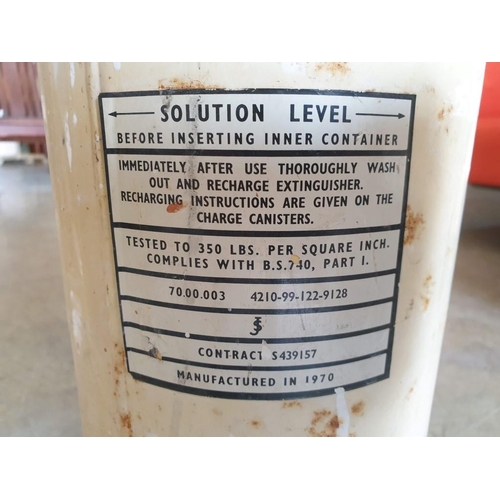 SOLUTION LEVEL
BEFORE INSERTING INNER CONTAINER
IMMEDIATELY AFTER USE THOROUGHLY WASH
OUT AND RECHARGE EXTINGUISHER.
RECHARGING INSTRUCTIONS ARE GIVEN ON THE
CHARGE CANISTERS.
TESTED TO 350 LBS. PER SQUARE INCH.
COMPLIES WITH B.S.740, PART I.
70.00.003 4210-99-122-9128
CONTRACT S439157
MANUFACTURED IN 1970